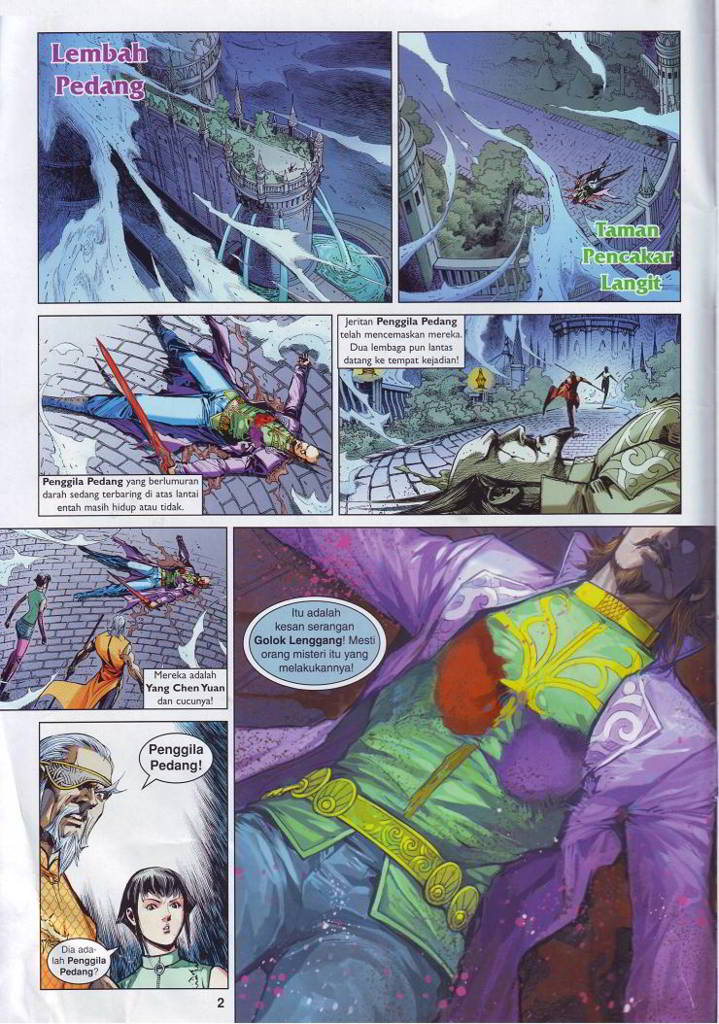 Lembah
Pedang
Taman
Pencakar
Langit
Penggila Pedang yang berlumuran
darah sedang terbaring di atas lantai
entah masih hidup atau tidak.
Jeritan Penggila Pedang
telah mencemaskan mereka.
Dua lembaga pun lantas
datang ke tempat kejadian!
Mereka adalah
Yang Chen Yuan
dan cucunya!
Itu adalah
kesan serangan
Golok Lenggang! Mesti
orang misteri itu yang
melakukannya!
Penggila
Pedang!
Dia ada-
lah Penggila
Pedang?
2